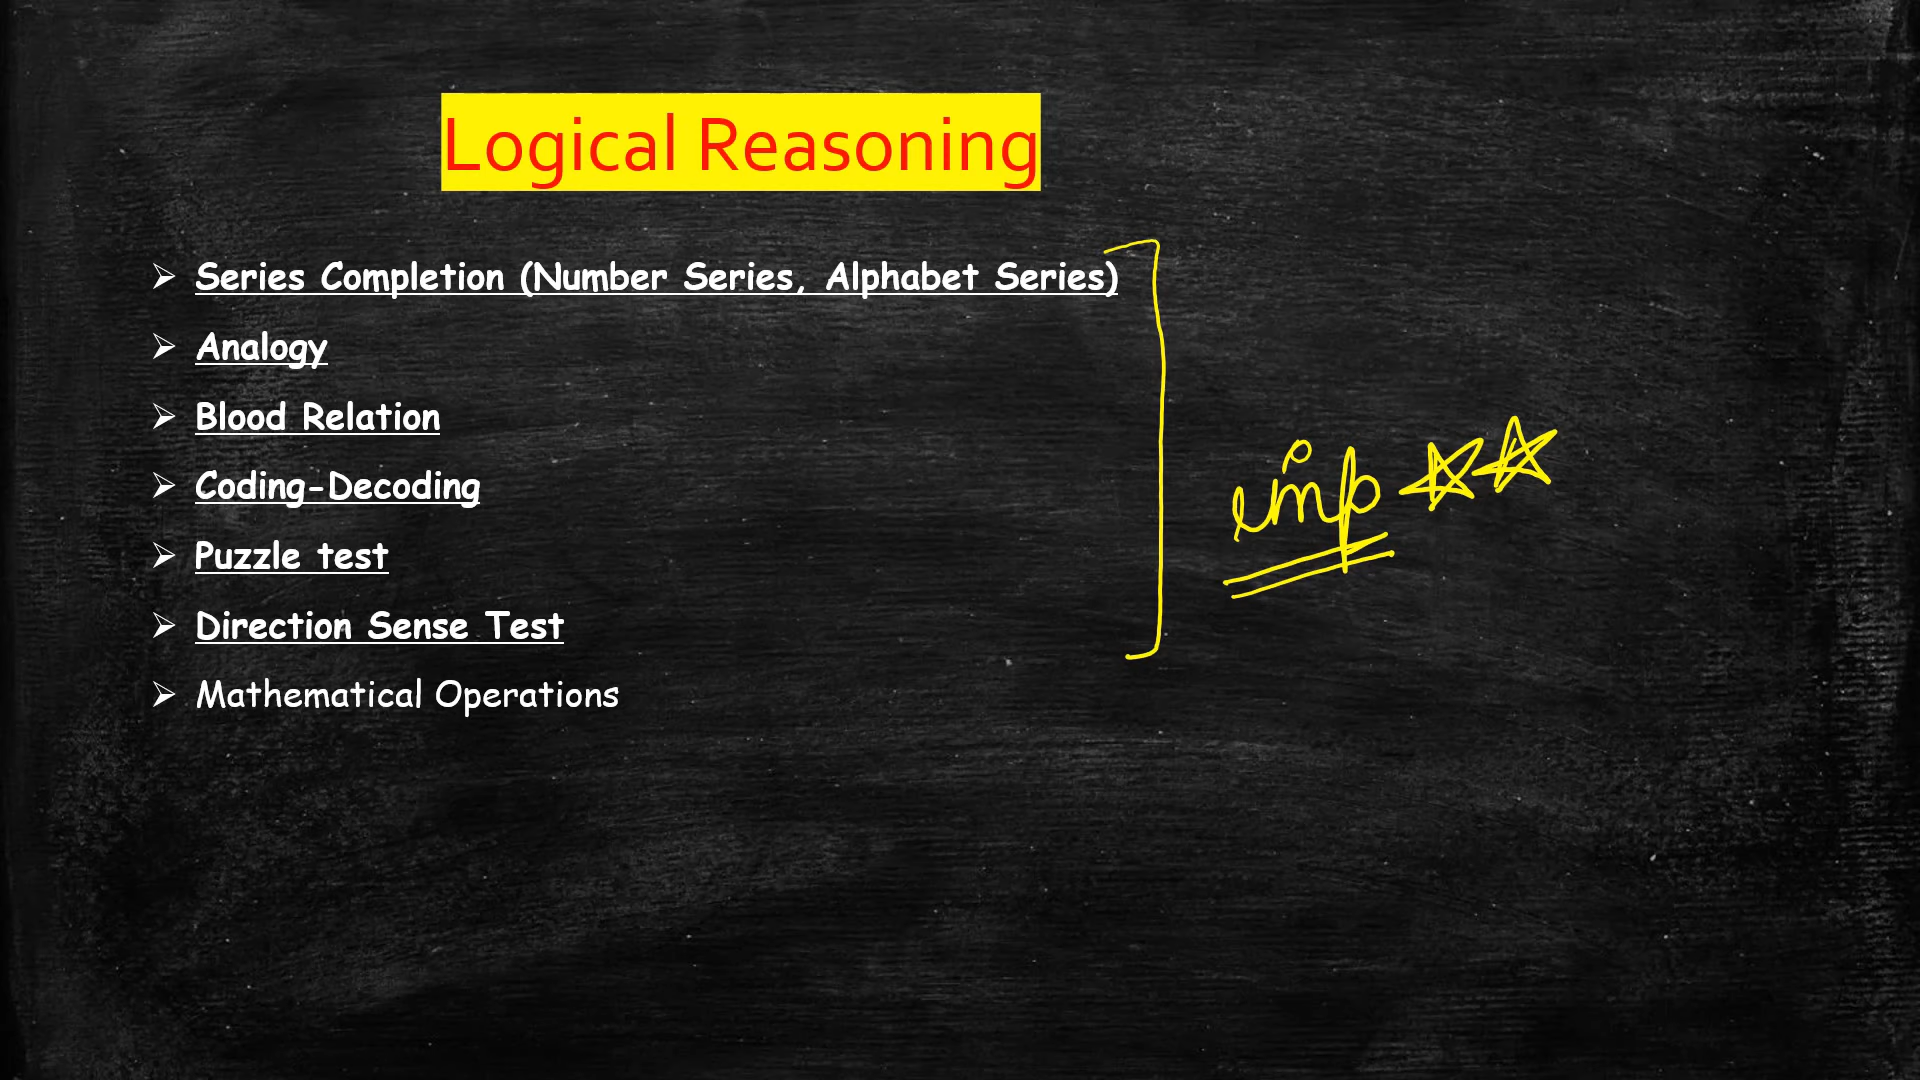 Logical Reasoning
Series Completion (Number Series, Alphabet Series)
Analogy
Blood Relation
Coding-Decoding
imp
Puzzle test
Direction Sense Test
Mathematical Operations